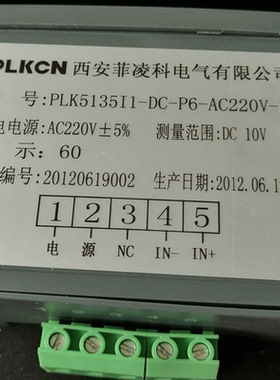 PLKCN 西安菲凌科电气有限公司
号:PLK5135I1-DC-P6-AC220V-
电电源:AC220V±5% 测量范围:DC 10V
示: 60
编号:20120619002 生产日期:2012.06.1
1 2 3 4 5
电 源 NC IN- IN+